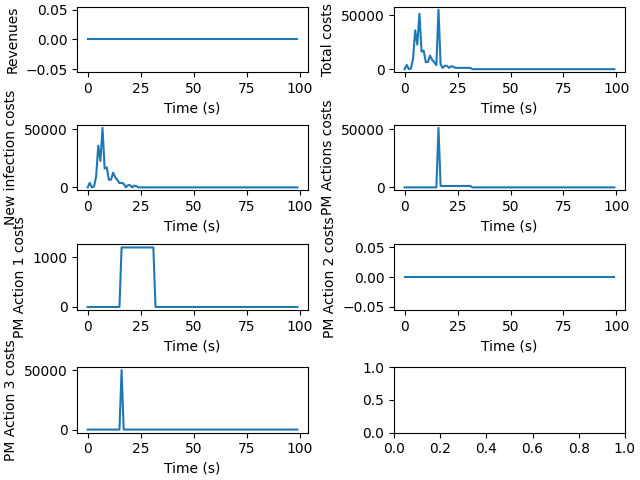 Revenues
0.05
0.00
−0.05
0 25 50 75 100
Time (s)
Total costs
50000
0
0 25 50 75 100
Time (s)
New infection costs
50000
0
0 25 50 75 100
Time (s)
PM Actions costs
50000
0
0 25 50 75 100
Time (s)
PM Action 1 costs
1000
0
0 25 50 75 100
Time (s)
PM Action 2 costs
0.05
0.00
−0.05
0 25 50 75 100
Time (s)
PM Action 3 costs
50000
0
0 25 50 75 100
Time (s)
1.0
0.5
0.0
0.0 0.2 0.4 0.6 0.8 1.0